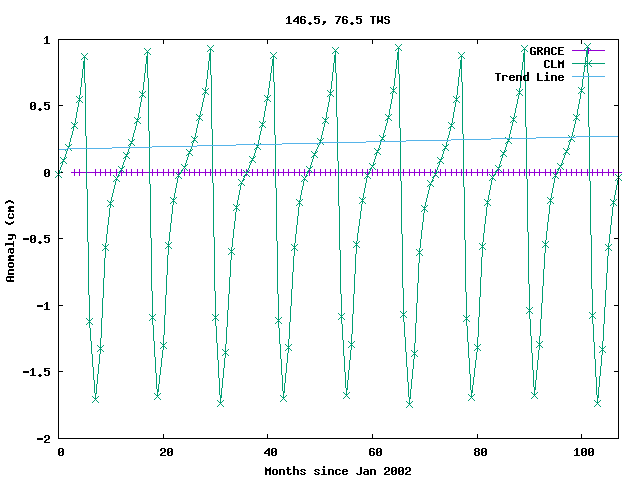 146.5, 76.5 TWS
GRACE
CLM
Trend Line
1
0.5
0
-0.5
-1
-1.5
-2
Anomaly (cm)
0 20 40 60 80 100
Months since Jan 2002